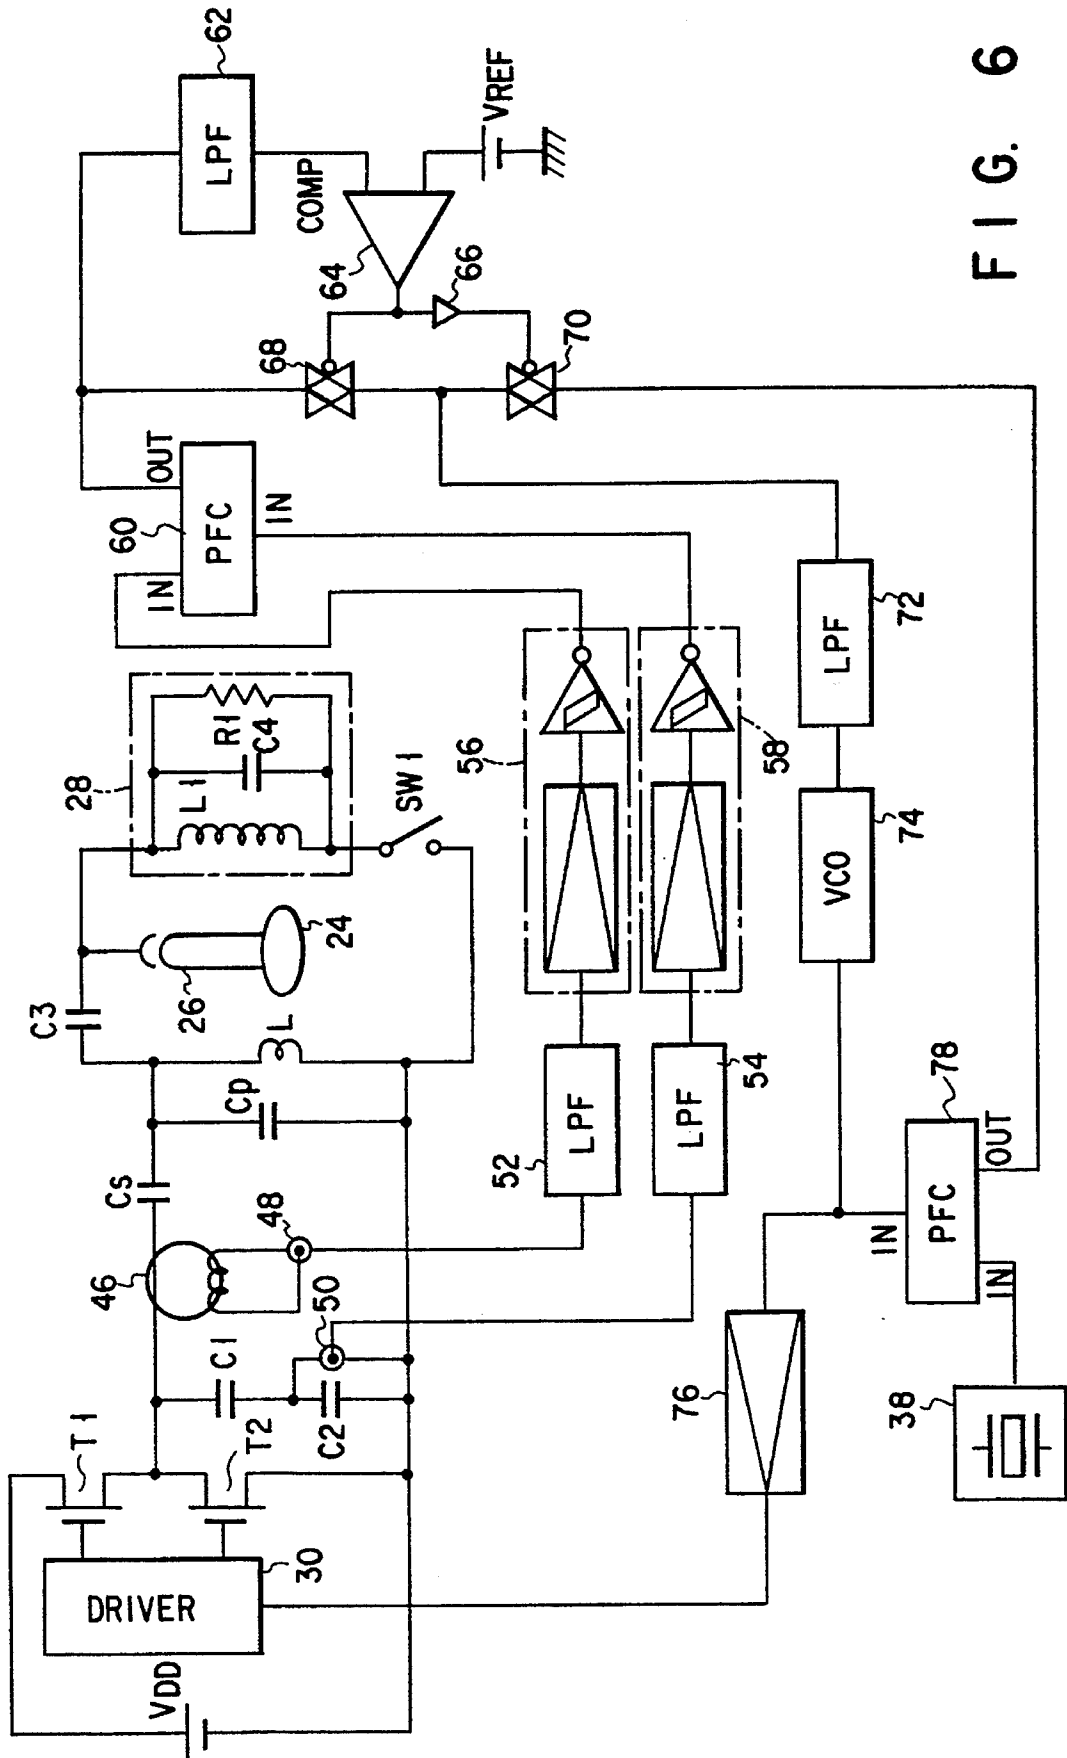 VDD
DRIVER
30
T1
T2
C1
C2
50
46
48
Cs
Cp
L
C3
26
24
28
L1
C4
R1
SW1
52
LPF
54
LPF
56
58
60
PFC
IN
IN
OUT
62
LPF
COMP
64
VREF
66
68
70
72
LPF
74
VCO
76
78
PFC
IN
IN
OUT
38
FIG. 6